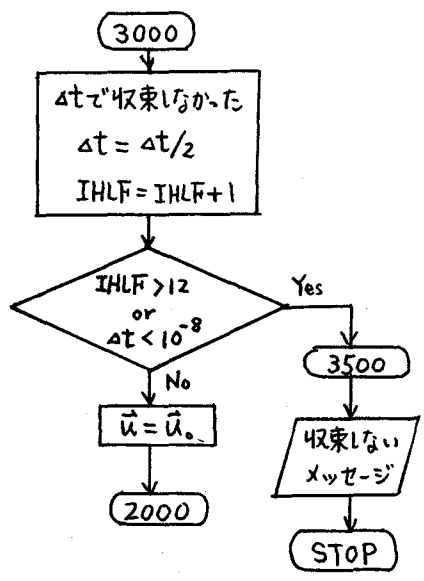 3000
Δtで収束しなかった
Δt = Δt/2
IHLF = IHLF+1
IHLF>12
or
Δt<10⁻⁸
Yes
No
3500
u⃗ = u⃗₀
収束しない
メッセージ
2000
STOP